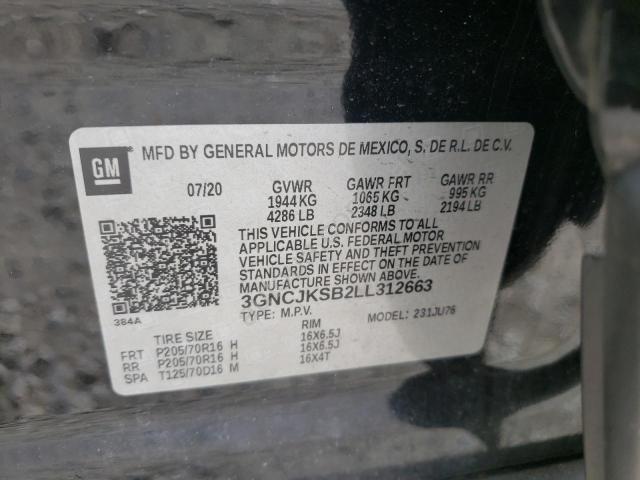 GM
MFD BY GENERAL MOTORS DE MEXICO, S. DE R.L. DE C.V.
07/20 GVWR GAWR FRT GAWR RR
1944 KG 1065 KG 995 KG
4286 LB 2348 LB 2194 LB
THIS VEHICLE CONFORMS TO ALL
APPLICABLE U.S. FEDERAL MOTOR
VEHICLE SAFETY AND THEFT PREVENTION
STANDARDS IN EFFECT ON THE DATE OF
MANUFACTURE SHOWN ABOVE.
3GNCJKSB2LL312663
384A
TYPE: M.P.V. MODEL: 231JU76
TIRE SIZE RIM
FRT P205/70R16 H 16X6.5J
RR P205/70R16 H 16X6.5J
SPA T125/70D16 M 16X4T